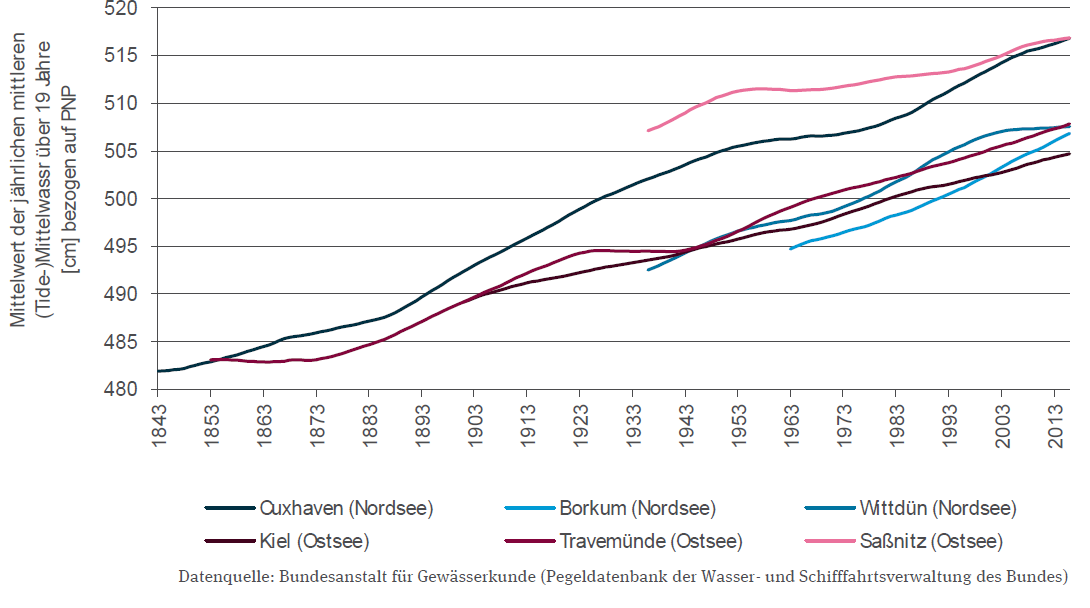 Mittelwert der jährlichen mittleren
(Tide-)Mittelwassr über 19 Jahre
[cm] bezogen auf PNP
520
515
510
505
500
495
490
485
480
1843
1853
1863
1873
1883
1893
1903
1913
1923
1933
1943
1953
1963
1973
1983
1993
2003
2013
Cuxhaven (Nordsee)
Borkum (Nordsee)
Wittdün (Nordsee)
Kiel (Ostsee)
Travemünde (Ostsee)
Saßnitz (Ostsee)
Datenquelle: Bundesanstalt für Gewässerkunde (Pegeldatenbank der Wasser- und Schifffahrtsverwaltung des Bundes)